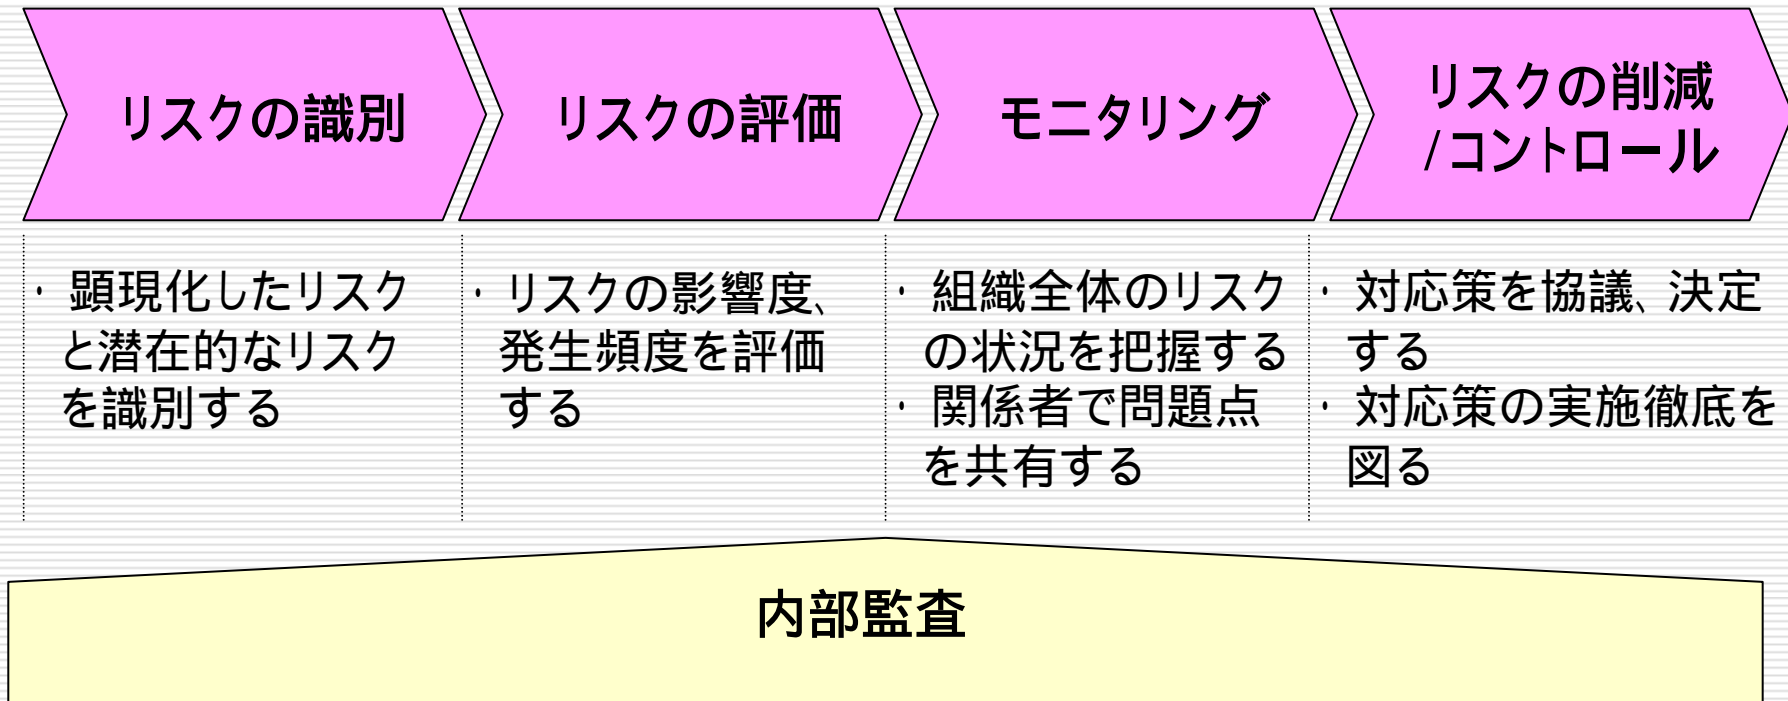 リスクの識別
リスクの評価
モニタリング
リスクの削減
/コントロール
・ 顕現化したリスク
と潜在的なリスク
を識別する
・ リスクの影響度、
発生頻度を評価
する
・ 組織全体のリスク
の状況を把握する
・ 関係者で問題点
を共有する
・ 対応策を協議、決定
する
・ 対応策の実施徹底を
図る
内部監査